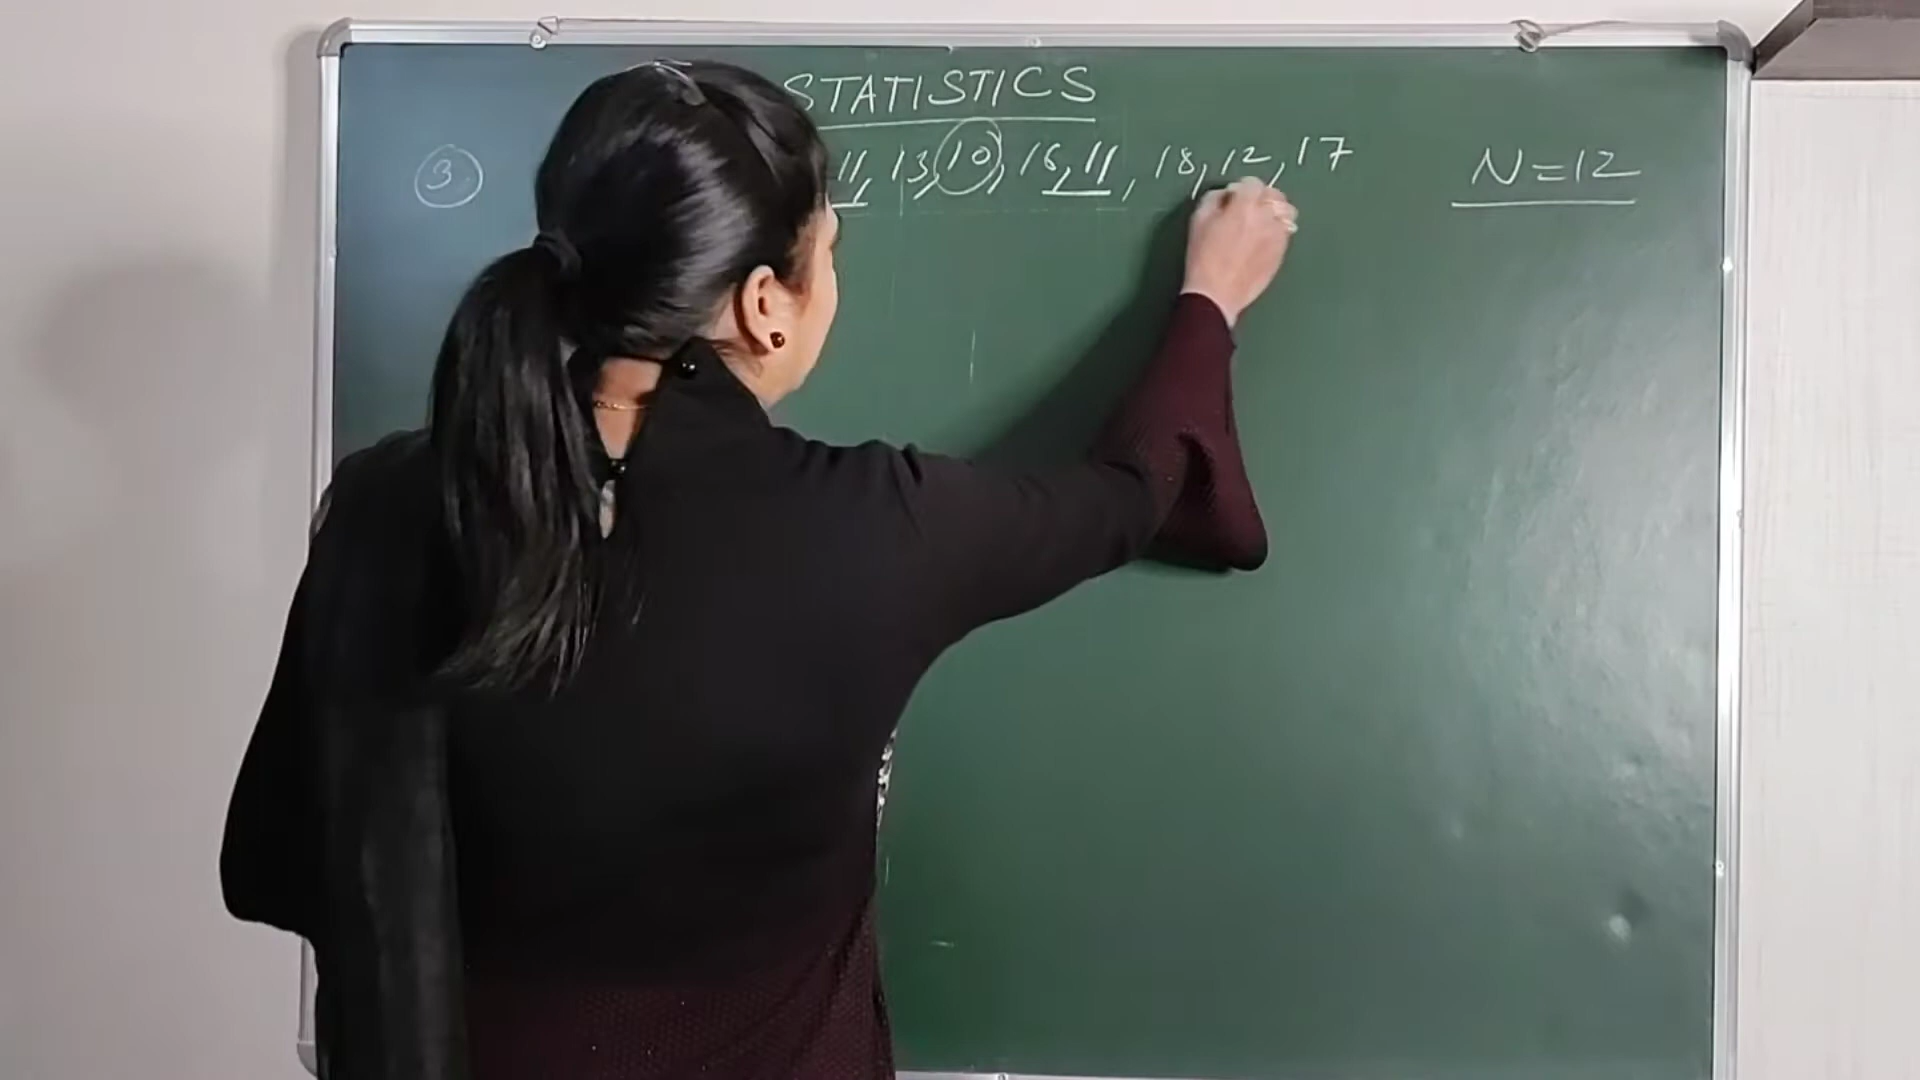 STATISTICS
3. 11, 13, 10, 16, 11, 18, 12, 17 N=12